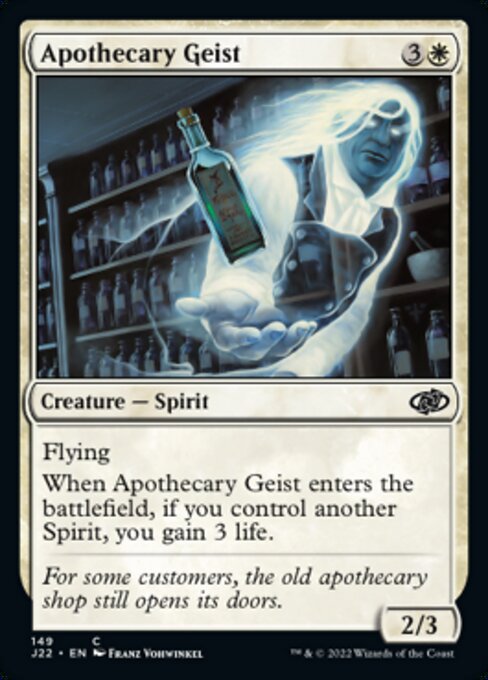 Apothecary Geist 3
Creature — Spirit
Flying
When Apothecary Geist enters the
battlefield, if you control another
Spirit, you gain 3 life.
For some customers, the old apothecary
shop still opens its doors.
2/3
149 C
J22 • EN Franz Vohwinkel
™ & © 2022 Wizards of the Coast